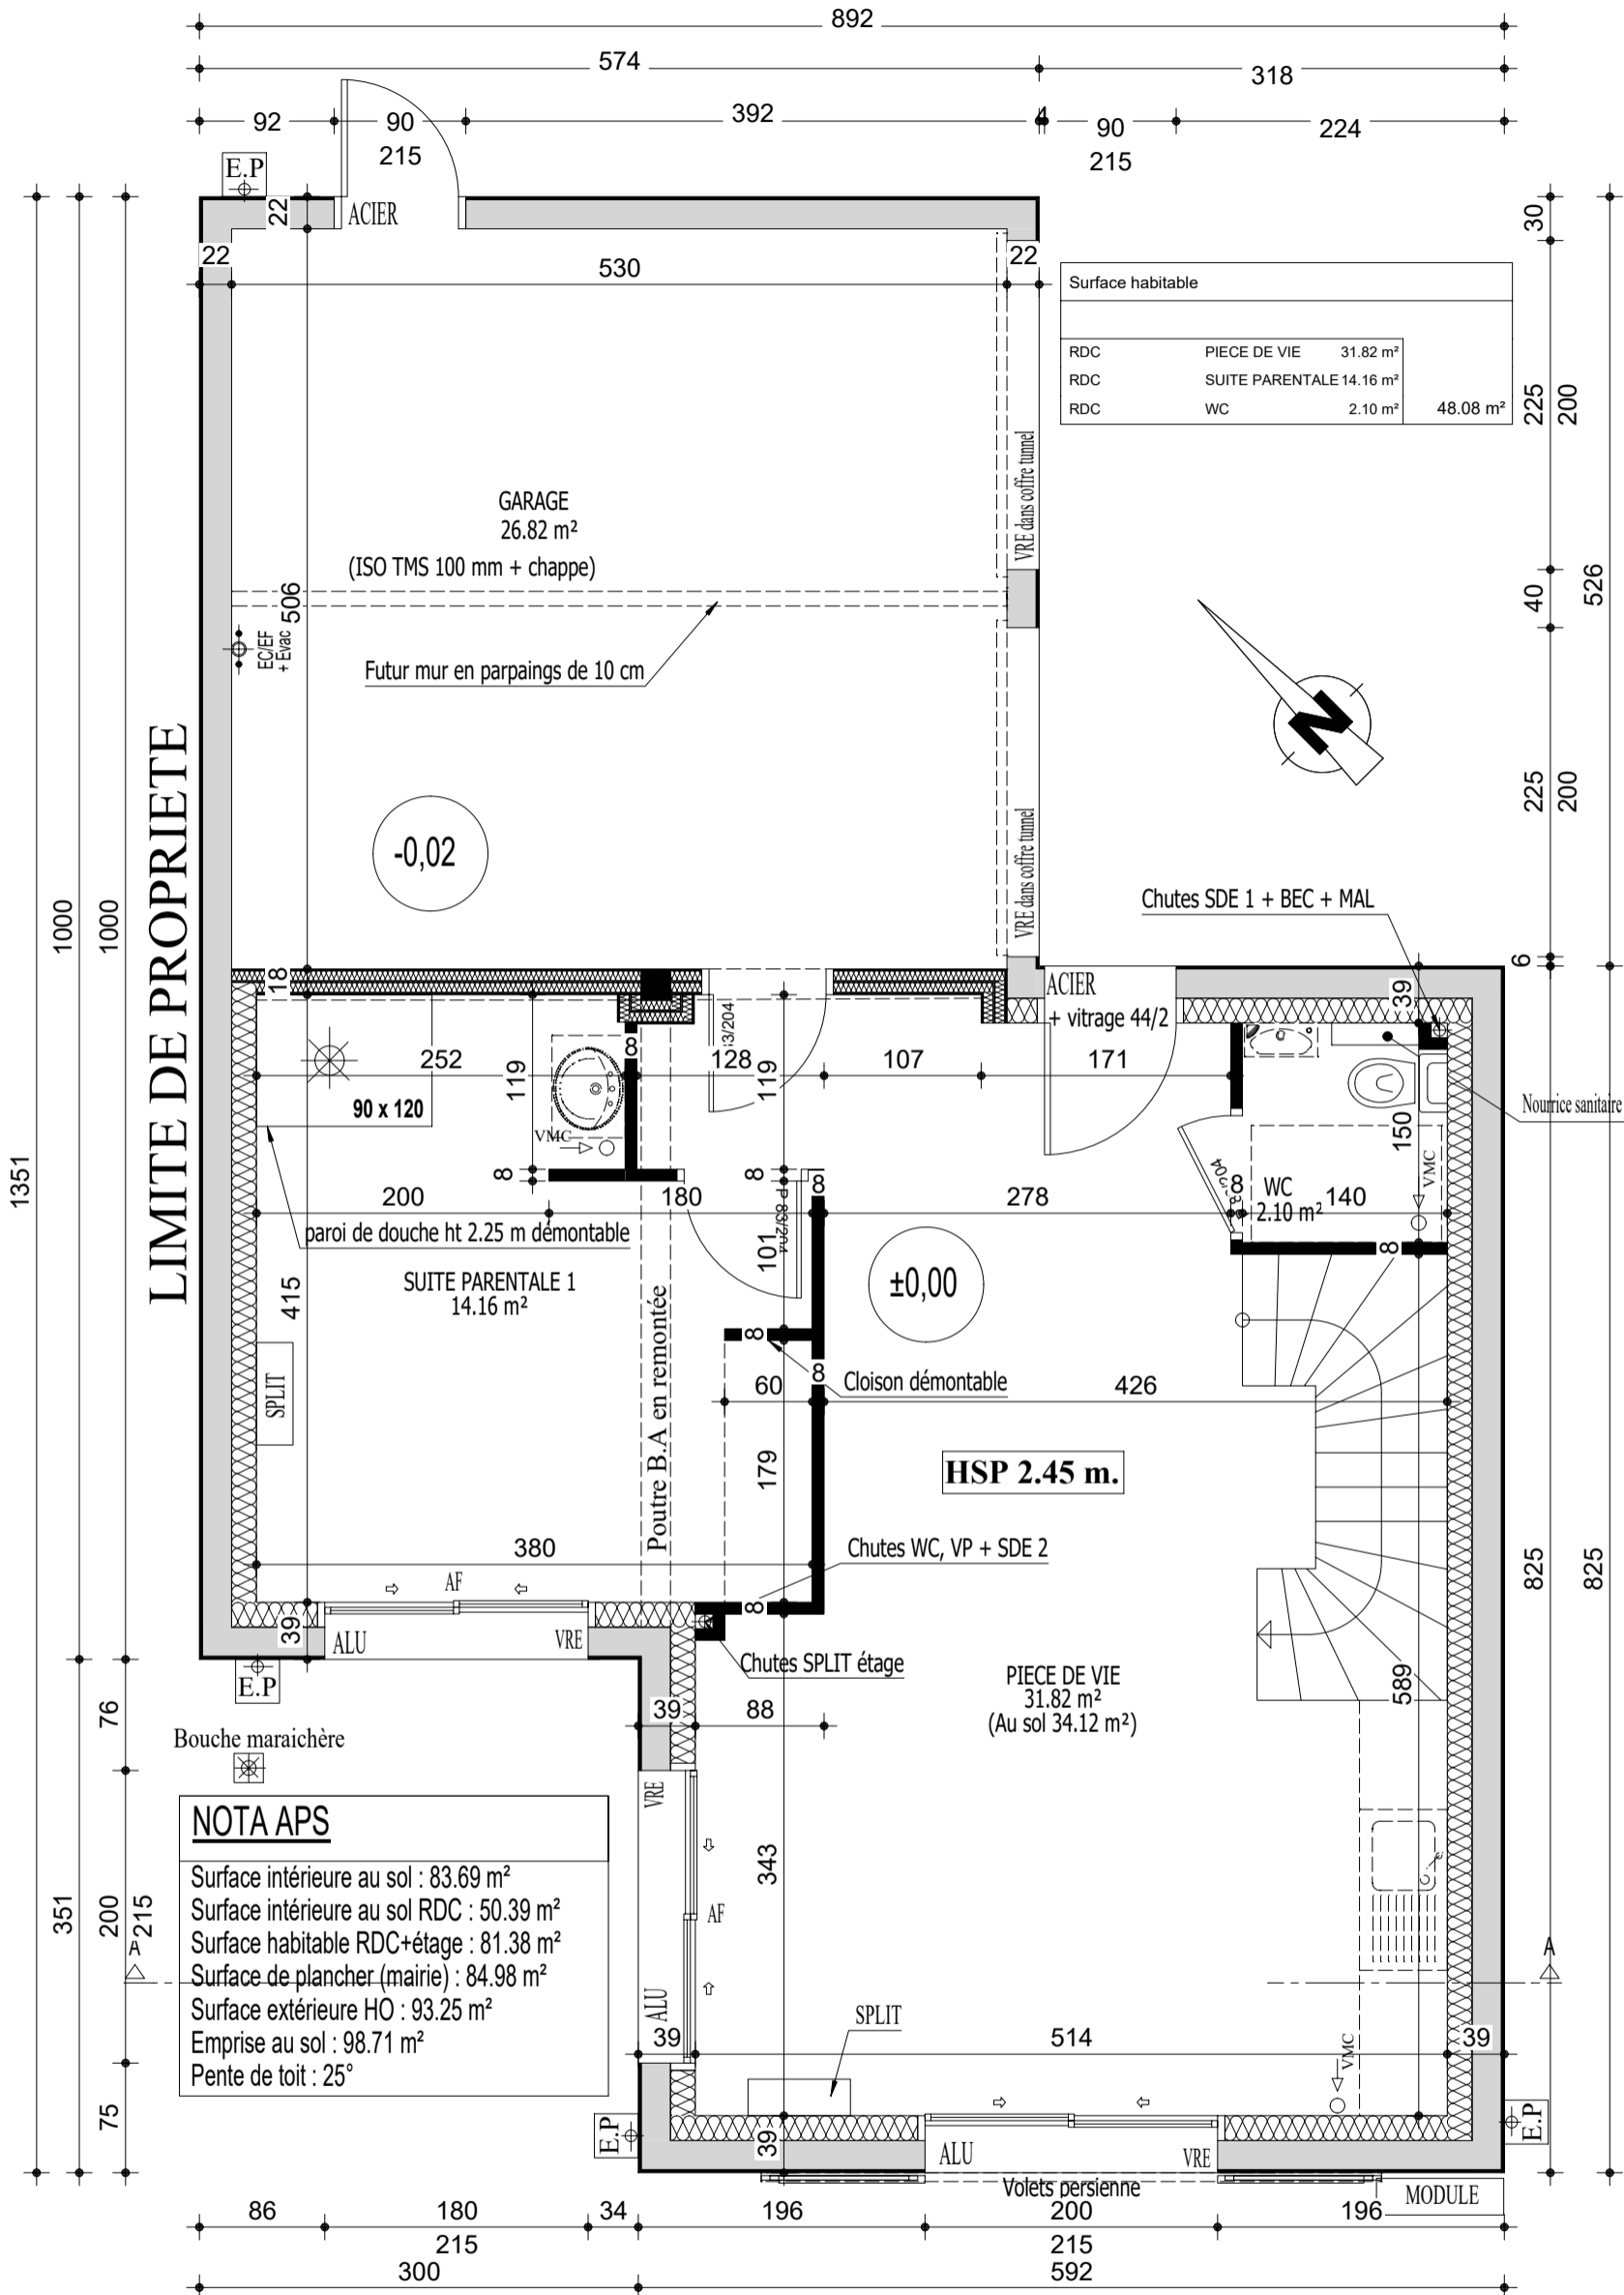 892
574
318
92
90
392
4
90
224
215
215
E.P
22
ACIER
30
22
530
22
Surface habitable
RDC PIECE DE VIE 31.82 m²
RDC SUITE PARENTALE 14.16 m²
RDC WC 2.10 m² 48.08 m²
225
200
VRE dans coffre tunnel
GARAGE
26.82 m²
(ISO TMS 100 mm + chappe)
506
40
526
EC/EF
+ Evac
Futur mur en parpaings de 10 cm
N
LIMITE DE PROPRIETE
225
200
-0,02
VRE dans coffre tunnel
Chutes SDE 1 + BEC + MAL
1000
1000
6
18
ACIER
+ vitrage 44/2
39
252
119
8
128
119
107
171
90 x 120
Nourrice sanitaire
150
VMC
VMC
1351
8
8
8
200
180
P 83/204
278
8
WC
2.10 m²
140
paroi de douche ht 2.25 m démontable
101
8
SUITE PARENTALE 1
14.16 m²
415
±0,00
Poutre B.A en remontée
8
8
Cloison démontable
SPLIT
60
426
HSP 2.45 m.
179
380
Chutes WC, VP + SDE 2
825
825
AF
8
39
ALU
VRE
Chutes SPLIT étage
E.P
PIECE DE VIE
31.82 m²
(Au sol 34.12 m²)
589
76
39
88
Bouche maraichère
VRE
NOTA APS
Surface intérieure au sol : 83.69 m²
Surface intérieure au sol RDC : 50.39 m²
Surface habitable RDC+étage : 81.38 m²
Surface de plancher (mairie) : 84.98 m²
Surface extérieure HO : 93.25 m²
Emprise au sol : 98.71 m²
Pente de toit : 25°
343
351
200
215
AF
A
A
ALU
SPLIT
39
514
39
VMC
75
E.P
39
ALU
VRE
E.P
Volets persienne
MODULE
86
180
34
196
200
196
215
215
300
592